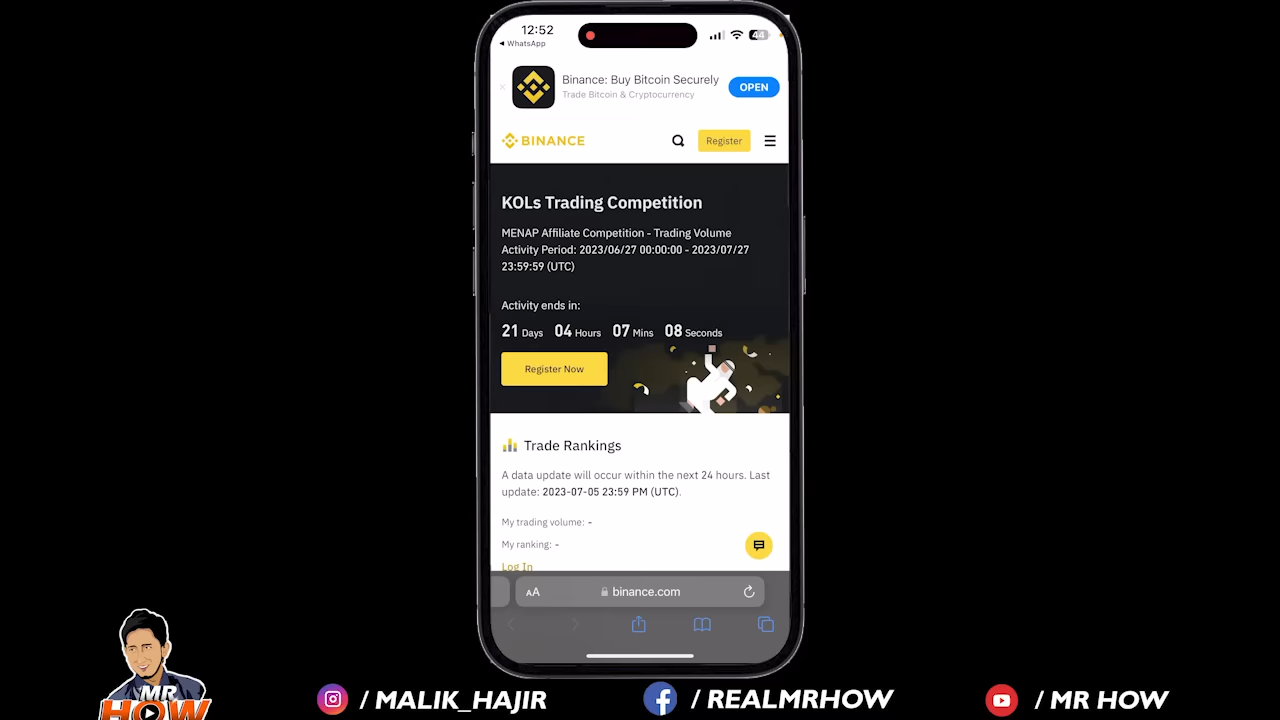 12:52
44
◄ WhatsApp
Binance: Buy Bitcoin Securely
Trade Bitcoin & Cryptocurrency
OPEN
BINANCE
Register
KOLs Trading Competition
MENAP Affiliate Competition - Trading Volume
Activity Period: 2023/06/27 00:00:00 - 2023/07/27
23:59:59 (UTC)
Activity ends in:
21 Days 04 Hours 07 Mins 08 Seconds
Register Now
Trade Rankings
A data update will occur within the next 24 hours. Last
update: 2023-07-05 23:59 PM (UTC).
My trading volume: -
My ranking: -
Log In
AA
binance.com
MR
HOW
/ MALIK_HAJIR
/ REALMRHOW
/ MR HOW